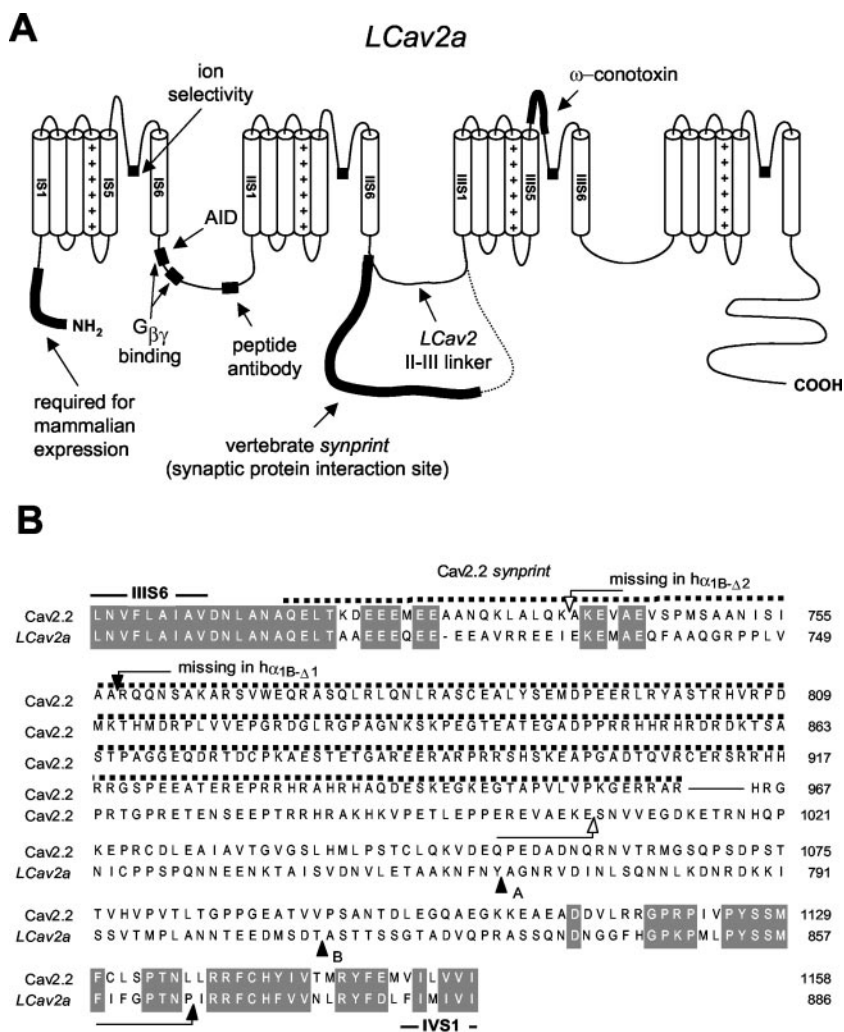 A
LCav2a
ion
selectivity
ω–conotoxin
IS1
IS5
IS6
IIS1
IIS6
IIIS1
IIIS5
IIIS6
+ + + + + + +
+ + + + + + +
+ + + + + + +
+ + + + + + +
AID
NH2
Gβγ
binding
peptide
antibody
LCav2
II-III linker
COOH
required for
mammalian
expression
vertebrate synprint
(synaptic protein interaction site)
B
IIIS6
Cav2.2 synprint
missing in hα1B-Δ2
Cav2.2 LNVFLAIAVDNLANAQELTKDEEEMEEAANQKLALQKAKEVAEVSPMSAANISI 755
LCav2a LNVFLAIAVDNLANAQELTAAEEEQEE-EEAVRREEIEKEMAEQFAAQGRPPLV 749
missing in hα1B-Δ1
Cav2.2 AARQQNSAKARSVWEQRASQLRLQNLRASCEALYSEMDPEERLRYASTRHVRPD 809
Cav2.2 MKTHMDRPLVVEPGRDGLRGPAGNKSKPEGTEATEGADPPRRHHRHRDRDKTSA 863
Cav2.2 STPAGGEQDRTDCPKAESTETGAREERARPRRSHSKEAPGADTQVRCERSRRHH 917
Cav2.2 RRGSPEEATEREPRRHRAHRHAQDESKEGKEGTAPVLVPKGERRAR HRG 967
Cav2.2 PRTGPRETENSEEPTRRHRAKHKVPETLEPPEREVAEKESNVVEGDKETRNHQP 1021
Cav2.2 KEPRCDLEAIAVTGVGSLHMLPSTCLQKVDEQPEDADNQRNVTRMGSQPSDPST 1075
LCav2a NICPPSPQNNEENKTAISVDNVLETAAKNFNYAGNRVDINLSQNNLKDNRDKKI 791
A
Cav2.2 TVHVPVTLTGPPGEATVVPSANTDLEGQAEGKKEAEADDVLRRGPRPIVPYSSM 1129
LCav2a SSVTMPLANNTEEDMSDTASTTSSGTADVQPRASSQNDNGGFHGPKPMLPYSSM 857
B
Cav2.2 FCLSPTNLLRRFCHYIVTMRYFEMVILVVI 1158
LCav2a FIFGPTNPIRRFCHFVVNLRYFDLFIMIVI 886
IVS1